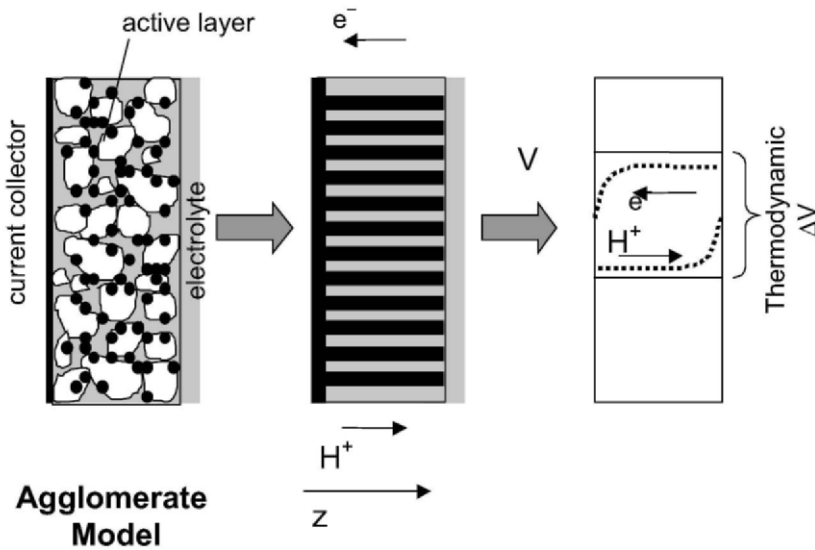 active layer
current collector
electrolyte
e⁻
H⁺
z
V
e
H⁺
Thermodynamic
ΔV
Agglomerate
Model